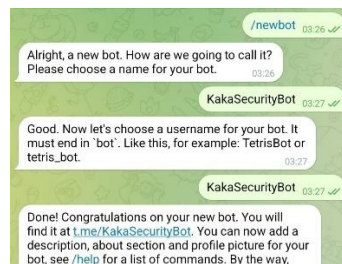 /newbot 03:26
Alright, a new bot. How are we going to call it?
Please choose a name for your bot. 03:26
KakaSecurityBot 03:27
Good. Now let's choose a username for your bot. It
must end in `bot`. Like this, for example: TetrisBot or
tetris_bot. 03:27
KakaSecurityBot 03:27
Done! Congratulations on your new bot. You will
find it at t.me/KakaSecurityBot. You can now add a
description, about section and profile picture for your
bot, see /help for a list of commands. By the way,